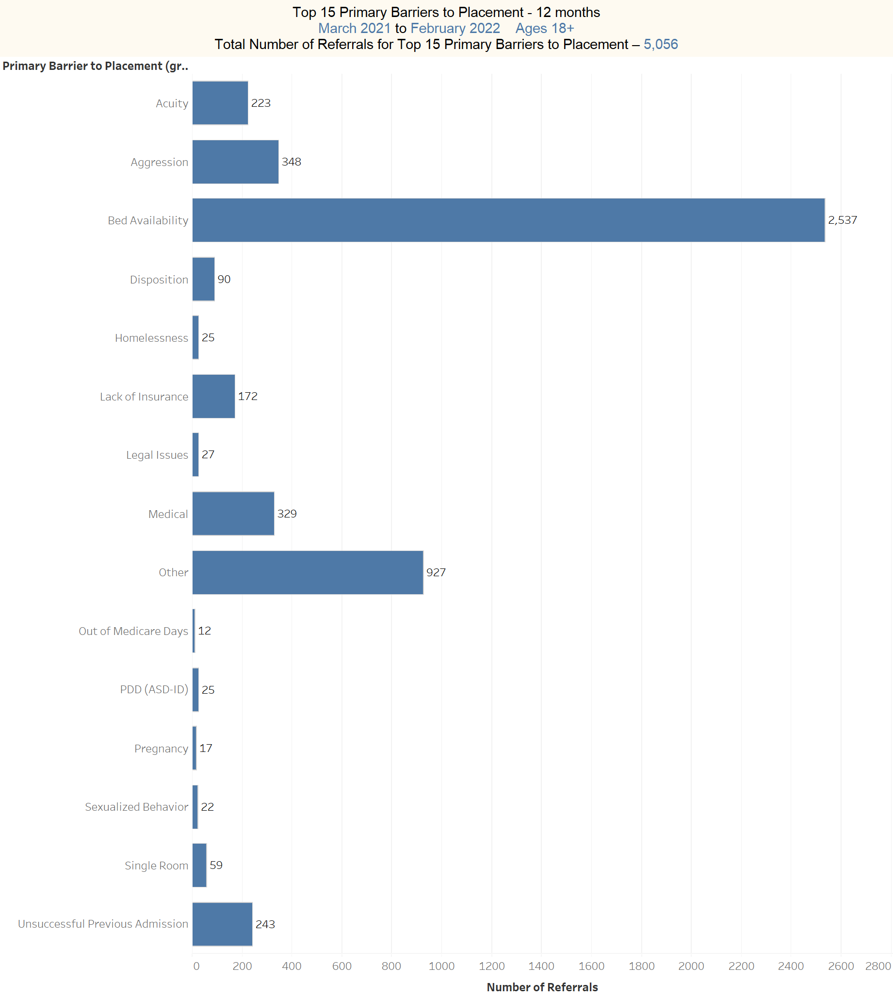 Top 15 Primary Barriers to Placement - 12 months
March 2021 to February 2022 Ages 18+
Total Number of Referrals for Top 15 Primary Barriers to Placement – 5,056
Primary Barrier to Placement (gr..
Acuity 223
Aggression 348
Bed Availability 2,537
Disposition 90
Homelessness 25
Lack of Insurance 172
Legal Issues 27
Medical 329
Other 927
Out of Medicare Days 12
PDD (ASD-ID) 25
Pregnancy 17
Sexualized Behavior 22
Single Room 59
Unsuccessful Previous Admission 243
0 200 400 600 800 1000 1200 1400 1600 1800 2000 2200 2400 2600 2800
Number of Referrals